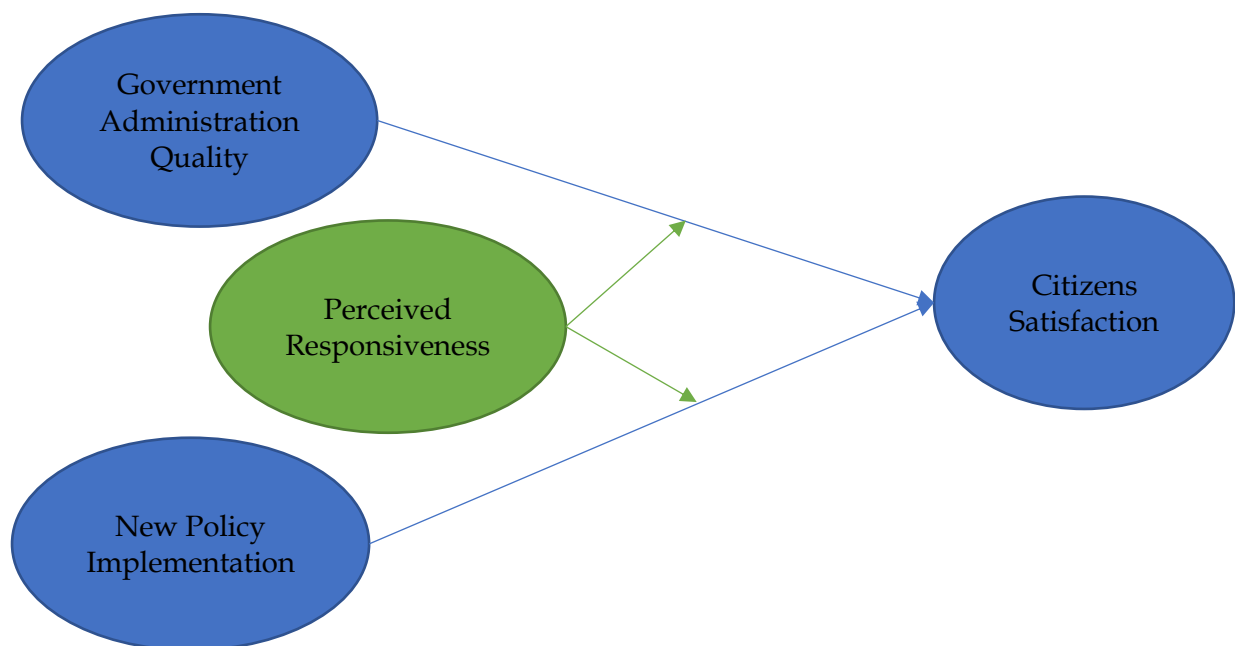 Government
Administration
Quality
Perceived
Responsiveness
Citizens
Satisfaction
New Policy
Implementation